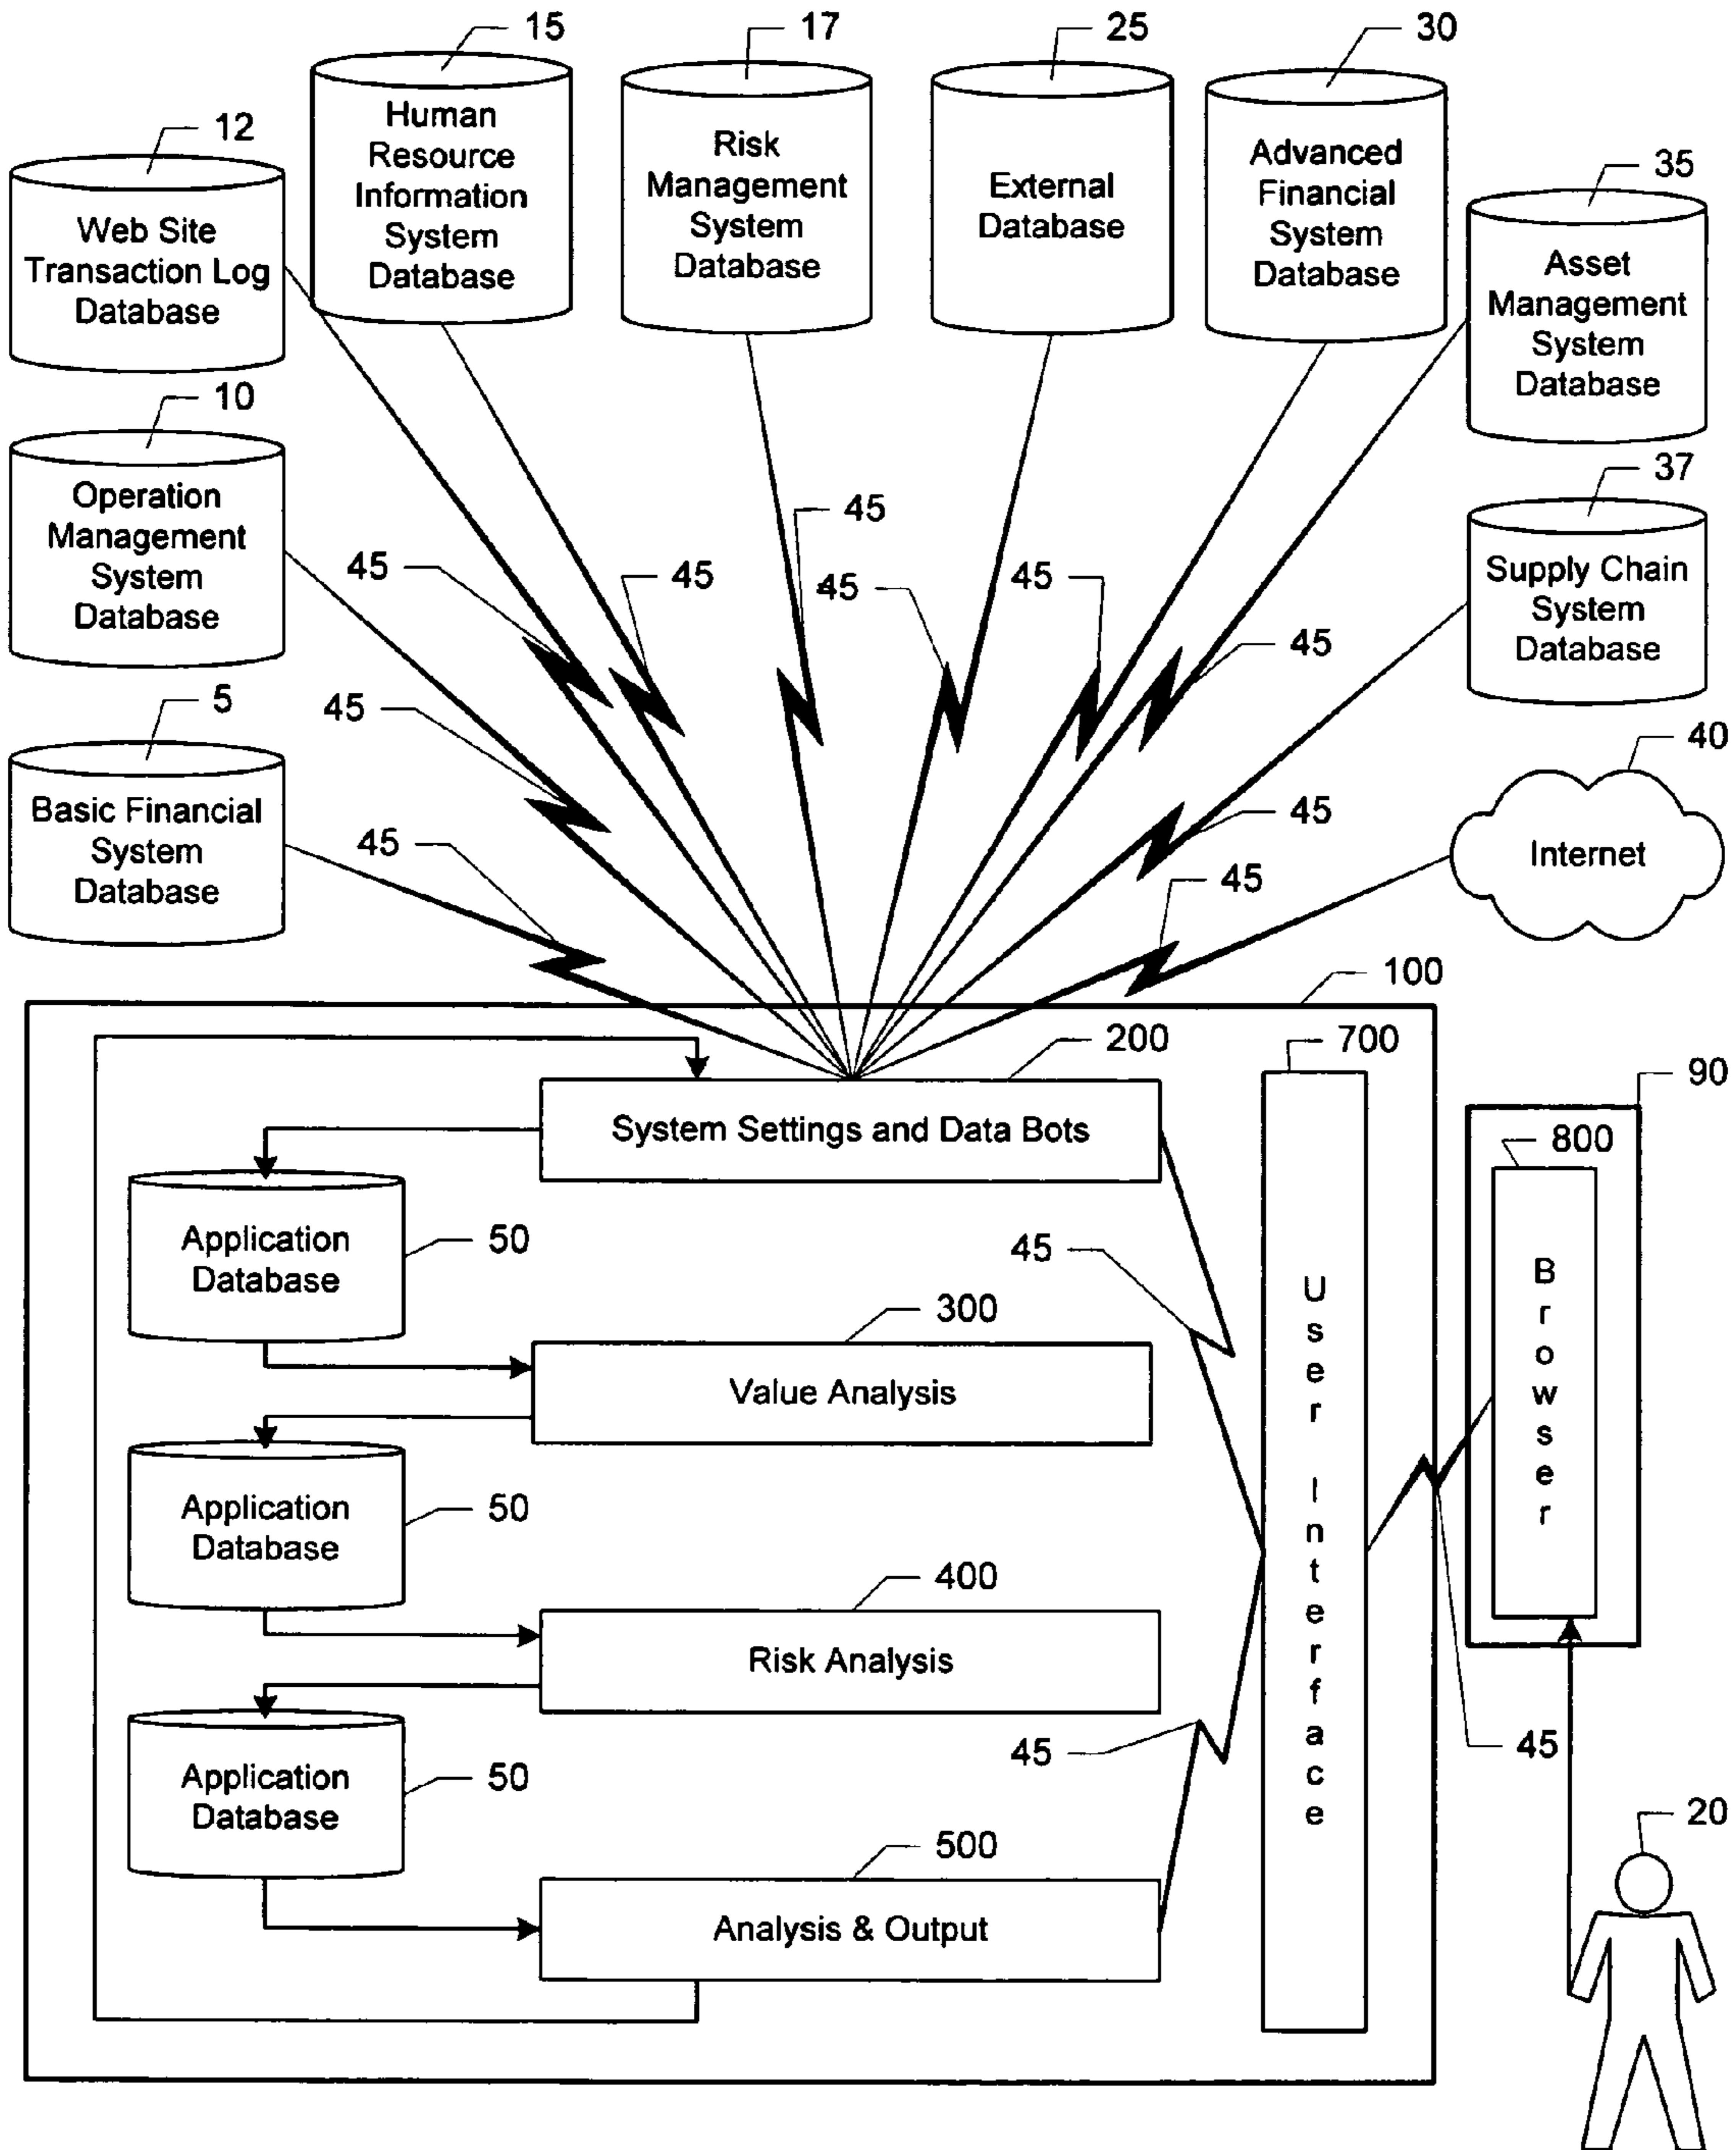 15
17
25
30
12
Human
Resource
Information
System
Database
Risk
Management
System
Database
External
Database
Advanced
Financial
System
Database
35
Web Site
Transaction Log
Database
Asset
Management
System
Database
10
37
Operation
Management
System
Database
45
45
45
45
45
45
Supply Chain
System
Database
5
45
40
Basic Financial
System
Database
45
45
45
Internet
100
200
700
90
System Settings and Data Bots
800
Application
Database
50
45
User Interface
Browser
300
Value Analysis
Application
Database
50
400
Risk Analysis
45
45
Application
Database
50
20
500
Analysis & Output